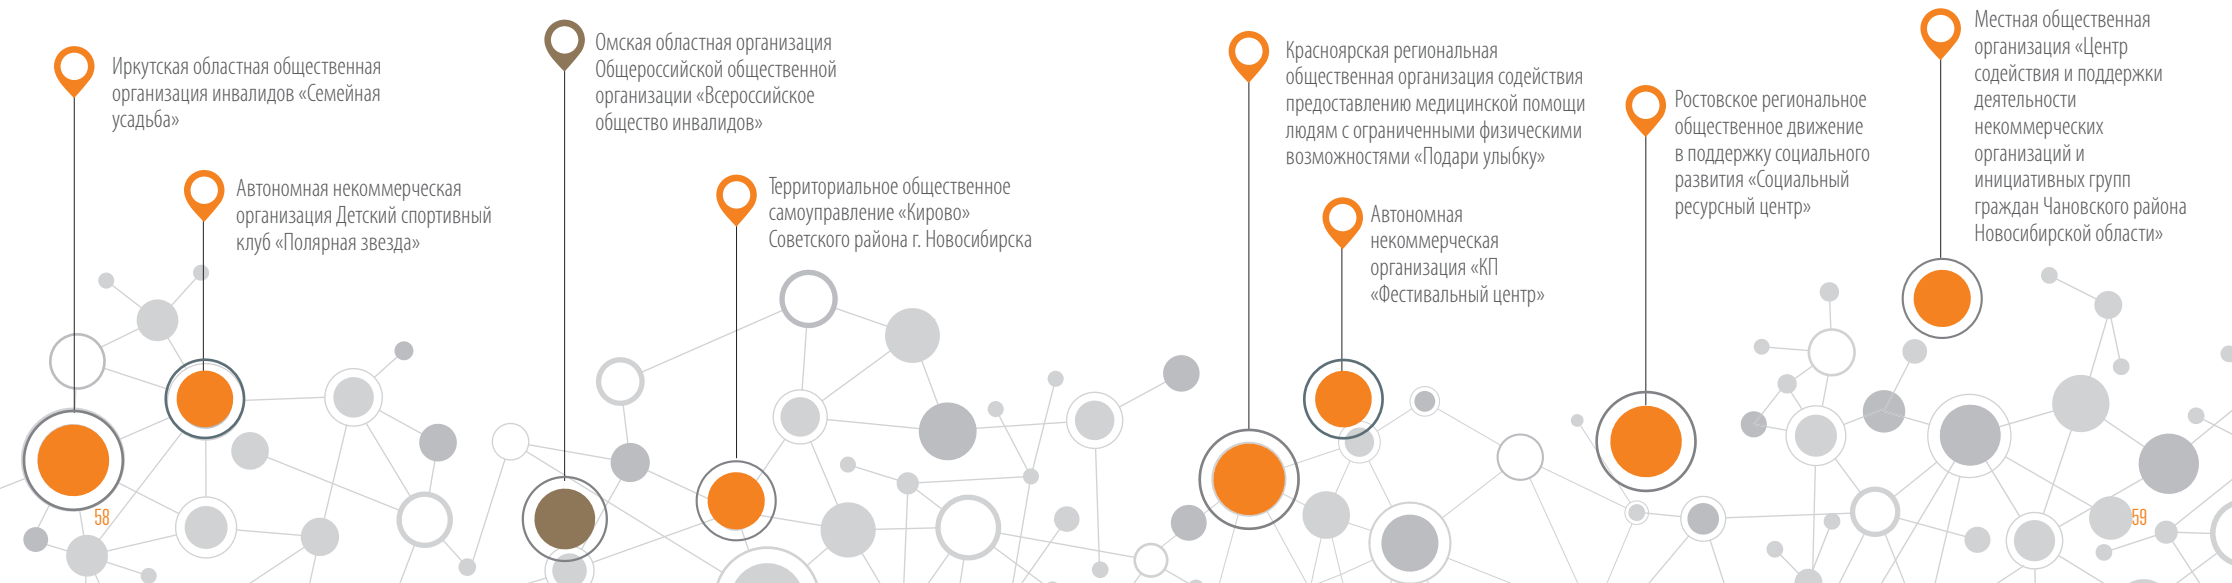 Иркутская областная общественная
организация инвалидов «Семейная
усадьба»
Автономная некоммерческая
организация Детский спортивный
клуб «Полярная звезда»
Омская областная организация
Общероссийской общественной
организации «Всероссийское
общество инвалидов»
Территориальное общественное
самоуправление «Кирово»
Советского района г. Новосибирска
Красноярская региональная
общественная организация содействия
предоставлению медицинской помощи
людям с ограниченными физическими
возможностями «Подари улыбку»
Автономная
некоммерческая
организация «КП
«Фестивальный центр»
Ростовское региональное
общественное движение
в поддержку социального
развития «Социальный
ресурсный центр»
Местная общественная
организация «Центр
содействия и поддержки
деятельности
некоммерческих
организаций и
инициативных групп
граждан Чановского района
Новосибирской области»
58
59